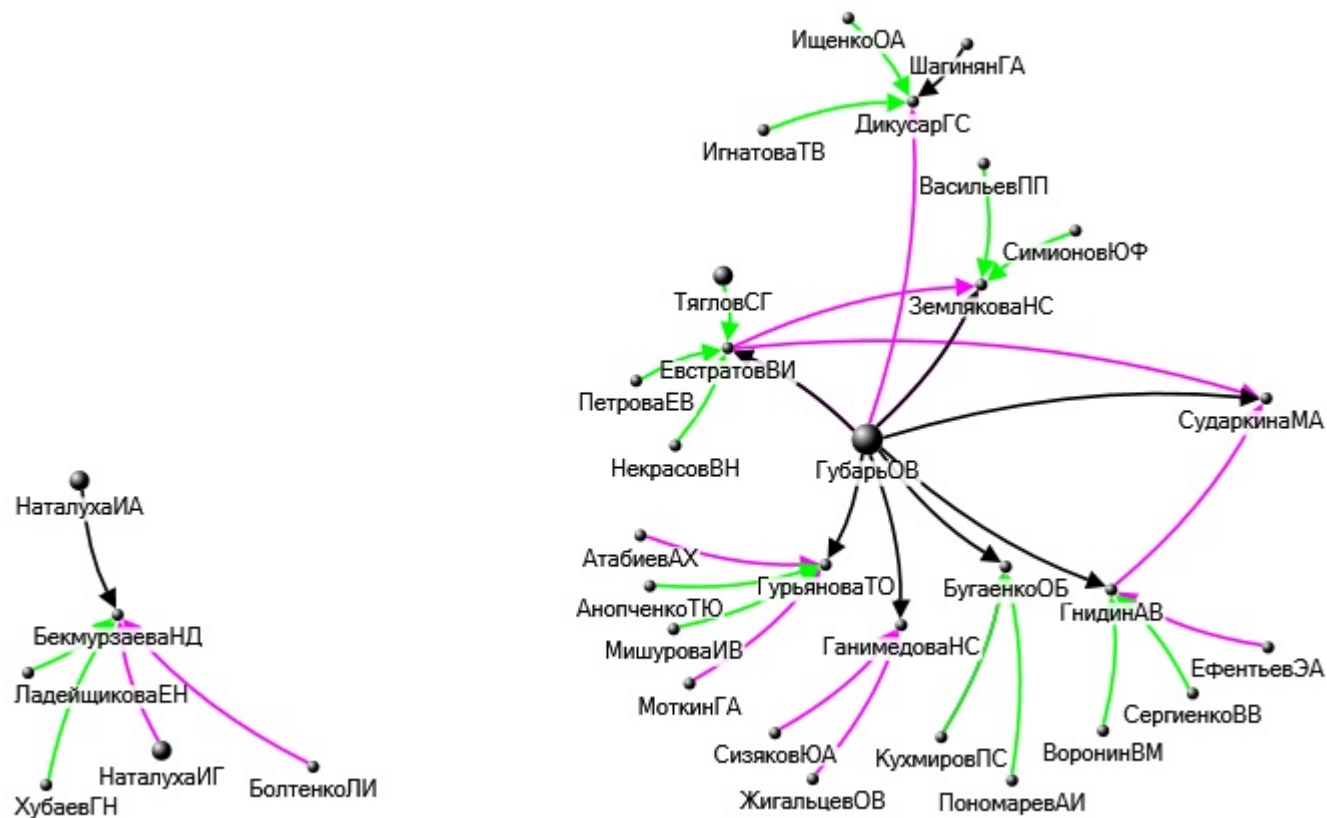 ИщенкоОА
ШагинянГА
ДикусарГС
ИгнатоваТВ
ВасильевПП
СимионовЮФ
ТягловСГ
ЗемляковаНС
ЕвстратовВИ
ПетроваЕВ
СударкинаМА
НекрасовВН
ГубарьОВ
НаталухаИА
АтабиевАХ
ГурьяноваТО
БугаенкоОБ
АнопченкоТЮ
ГнидинАВ
БекмурзаеваНД
МишуроваИВ
ГанимедоваНС
ЕфентьевЭА
ЛадейщиковаЕН
МоткинГА
СергиенкоВВ
СизяковЮА
КухмировПС
ВоронинВМ
НаталухаИГ
БолтенкоЛИ
ХубаевГН
ЖигальцевОВ
ПономаревАИ